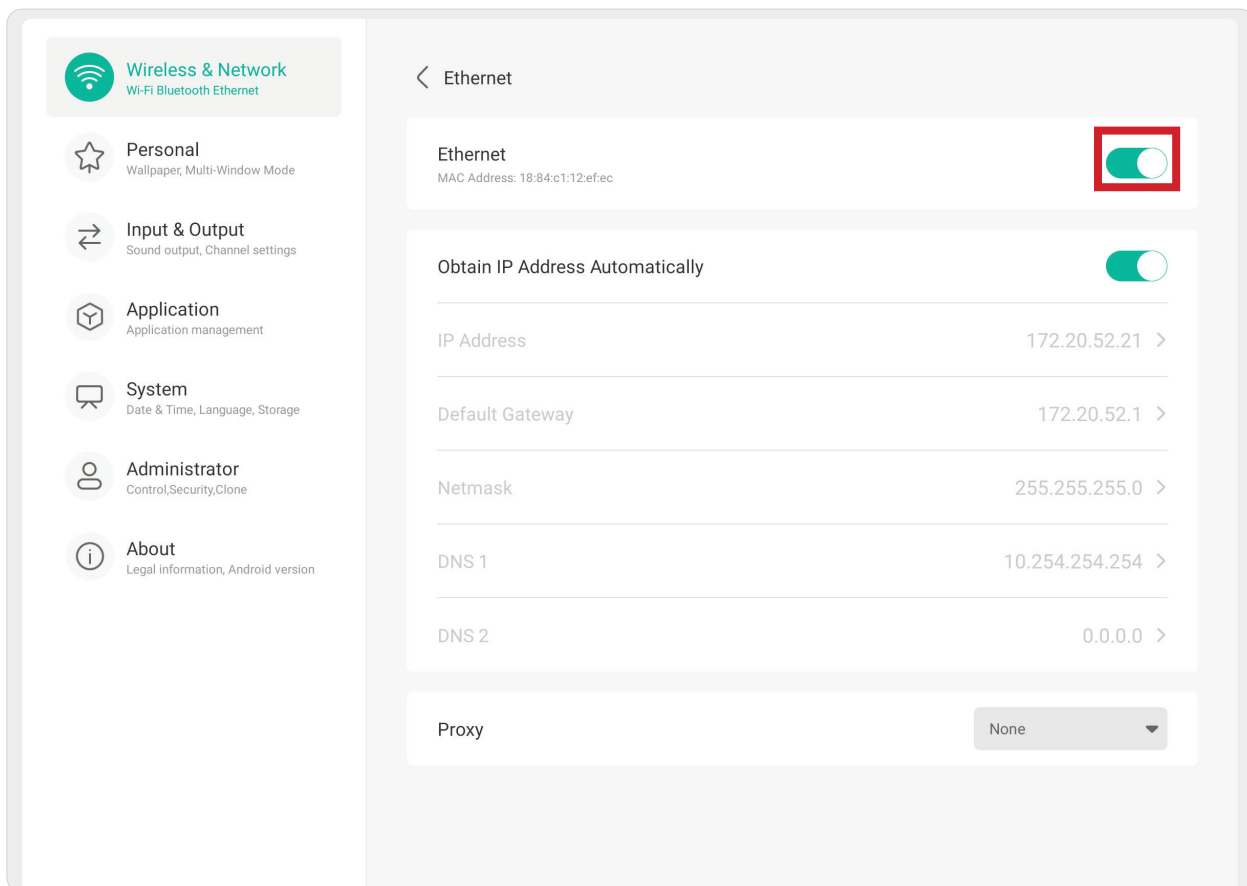 Wireless & Network
Wi-Fi Bluetooth Ethernet
Personal
Wallpaper, Multi-Window Mode
Input & Output
Sound output, Channel settings
Application
Application management
System
Date & Time, Language, Storage
Administrator
Control,Security,Clone
About
Legal information, Android version
Ethernet
Ethernet
MAC Address: 18:84:c1:12:ef:ec
Obtain IP Address Automatically
IP Address 172.20.52.21
Default Gateway 172.20.52.1
Netmask 255.255.255.0
DNS 1 10.254.254.254
DNS 2 0.0.0.0
Proxy None